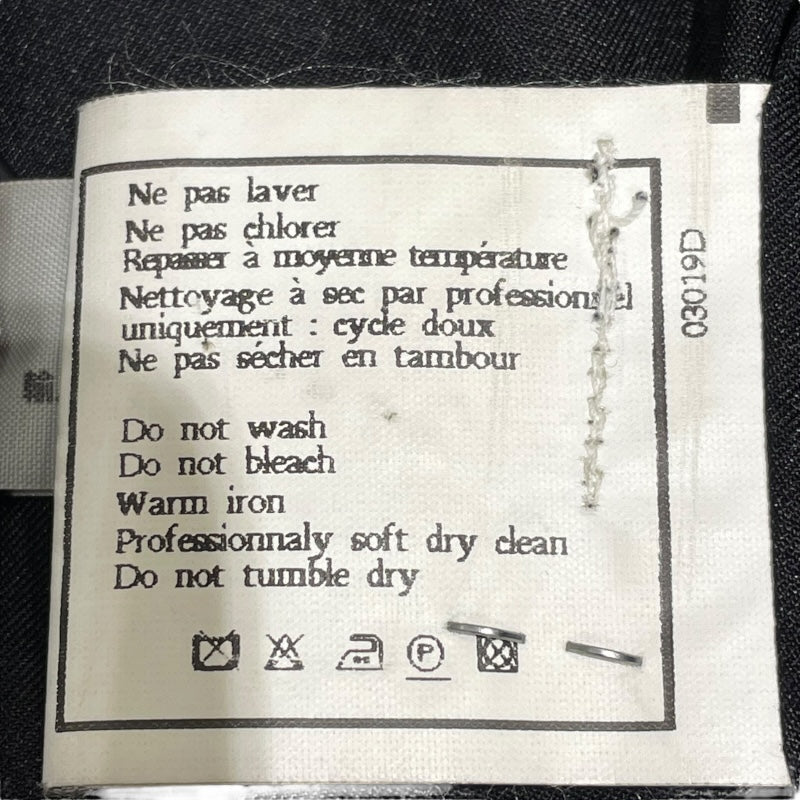 Ne pas laver
Ne pas chlorer
Repasser à moyenne température
Nettoyage à sec par professionnel
uniquement : cycle doux
Ne pas sécher en tambour
Do not wash
Do not bleach
Warm iron
Professionnaly soft dry clean
Do not tumble dry
P
03019D